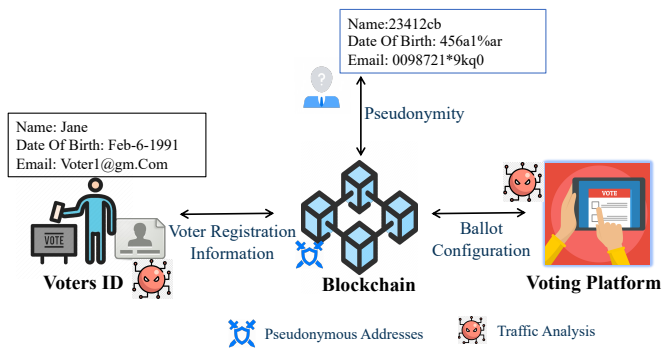 Name:23412cb
Date Of Birth: 456a1%ar
Email: 0098721*9kq0
Pseudonymity
Name: Jane
Date Of Birth: Feb-6-1991
Email: Voter1@gm.Com
VOTE
Voter Registration
Information
Ballot
Configuration
VOTE
Voters ID
Blockchain
Voting Platform
Pseudonymous Addresses
Traffic Analysis